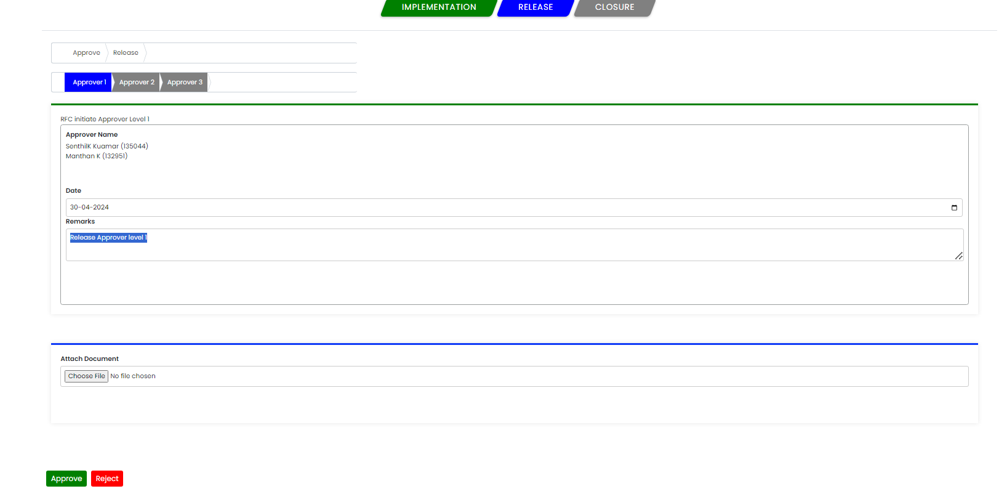 IMPLEMENTATION RELEASE CLOSURE
Approve Release
Approver 1 Approver 2 Approver 3
RFC initiate Approver Level 1
Approver Name
SenthilK Kuamar (135044)
Manthan K (132951)
Date
30-04-2024
Remarks
Release Approver level 1
Attach Document
Choose File No file chosen
Approve Reject